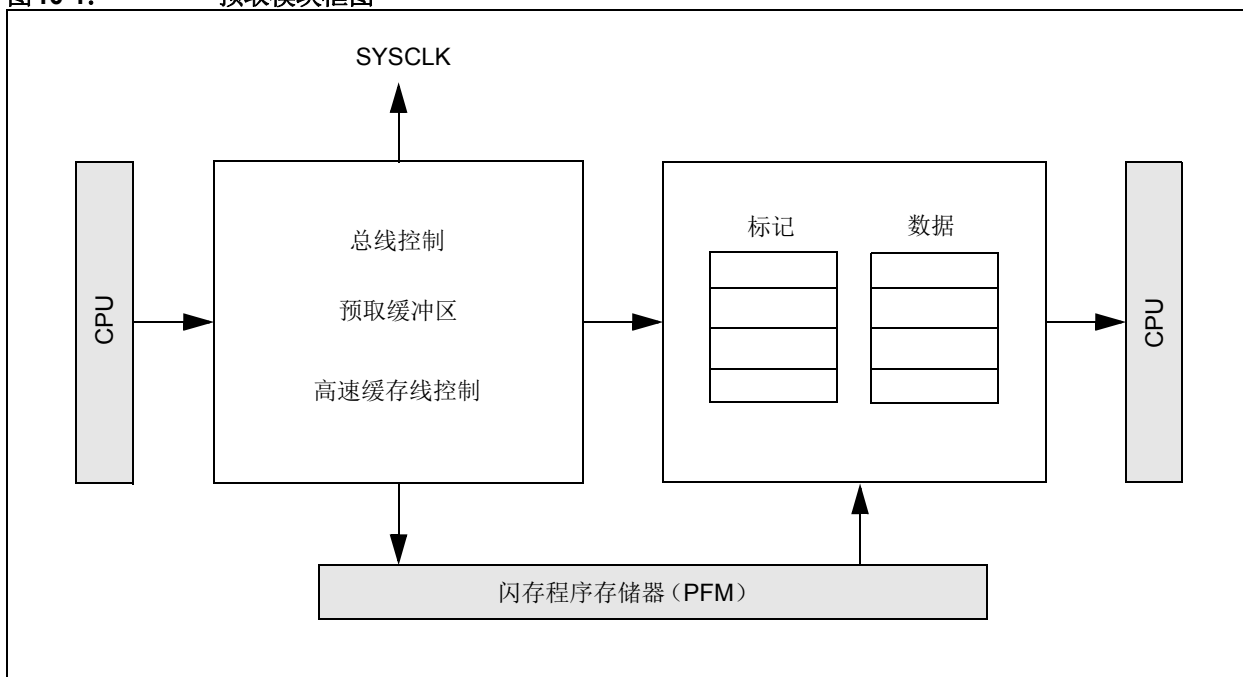 SYSCLK
CPU
总线控制
预取缓冲区
高速缓存线控制
标记
数据
CPU
闪存程序存储器（PFM）